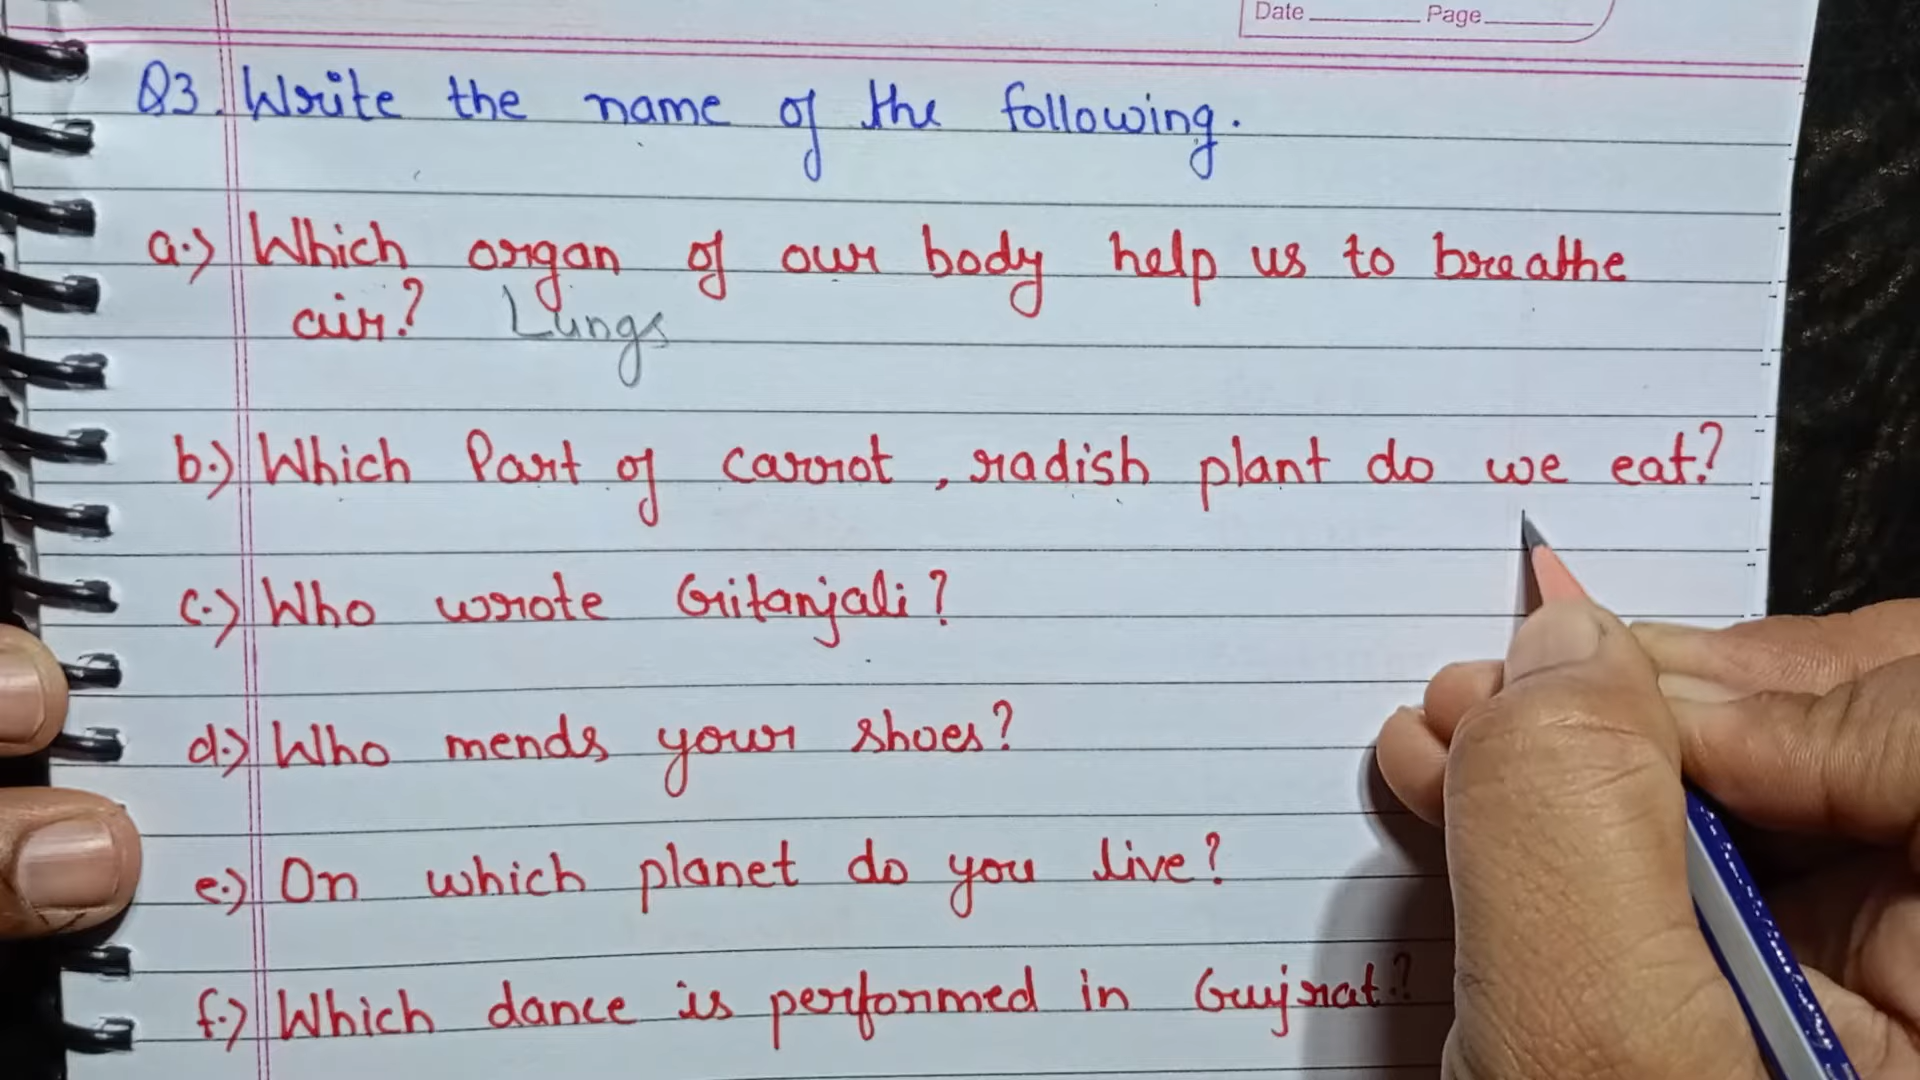 Date Page
Q3. Write the name of the following.
a.) Which organ of our body help us to breathe
air? Lungs
b.) Which Part of carrot, radish plant do we eat?
c.) Who wrote Gitanjali?
d.) Who mends your shoes?
e.) On which planet do you live?
f.) Which dance is performed in Gujrat?